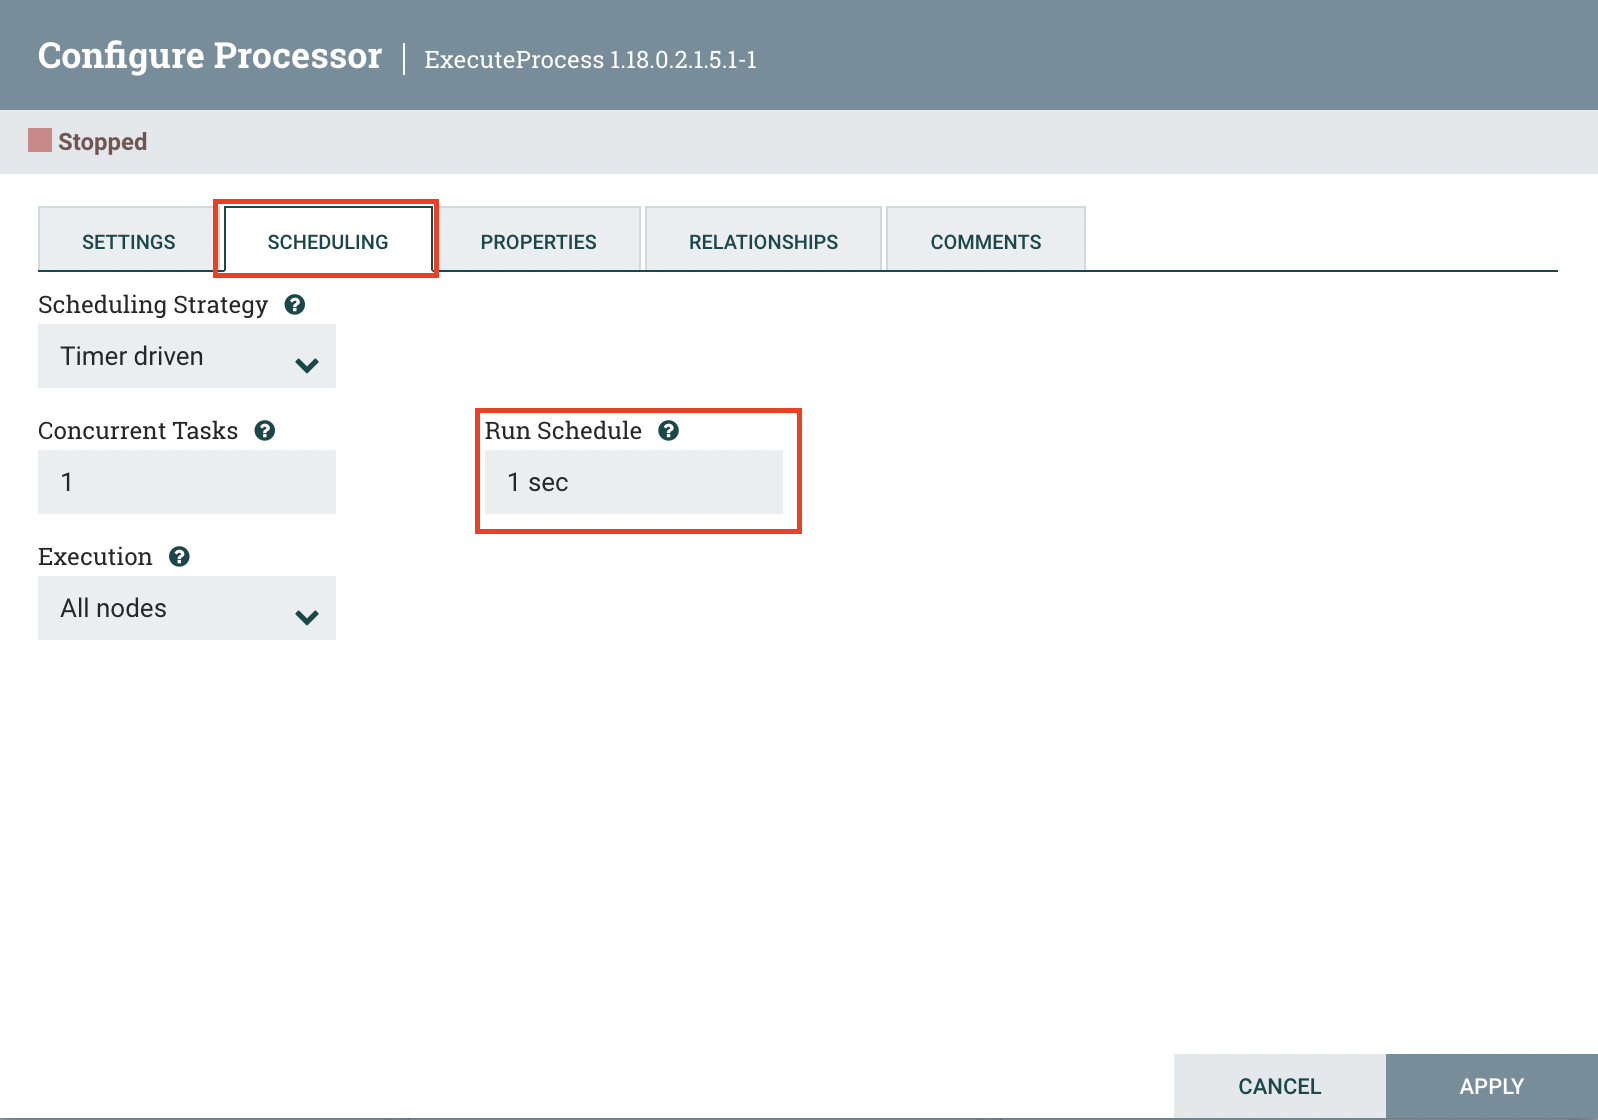 Configure Processor | ExecuteProcess 1.18.0.2.1.5.1-1
Stopped
SETTINGS SCHEDULING PROPERTIES RELATIONSHIPS COMMENTS
Scheduling Strategy ?
Timer driven
Concurrent Tasks ? Run Schedule ?
1 1 sec
Execution ?
All nodes
CANCEL APPLY